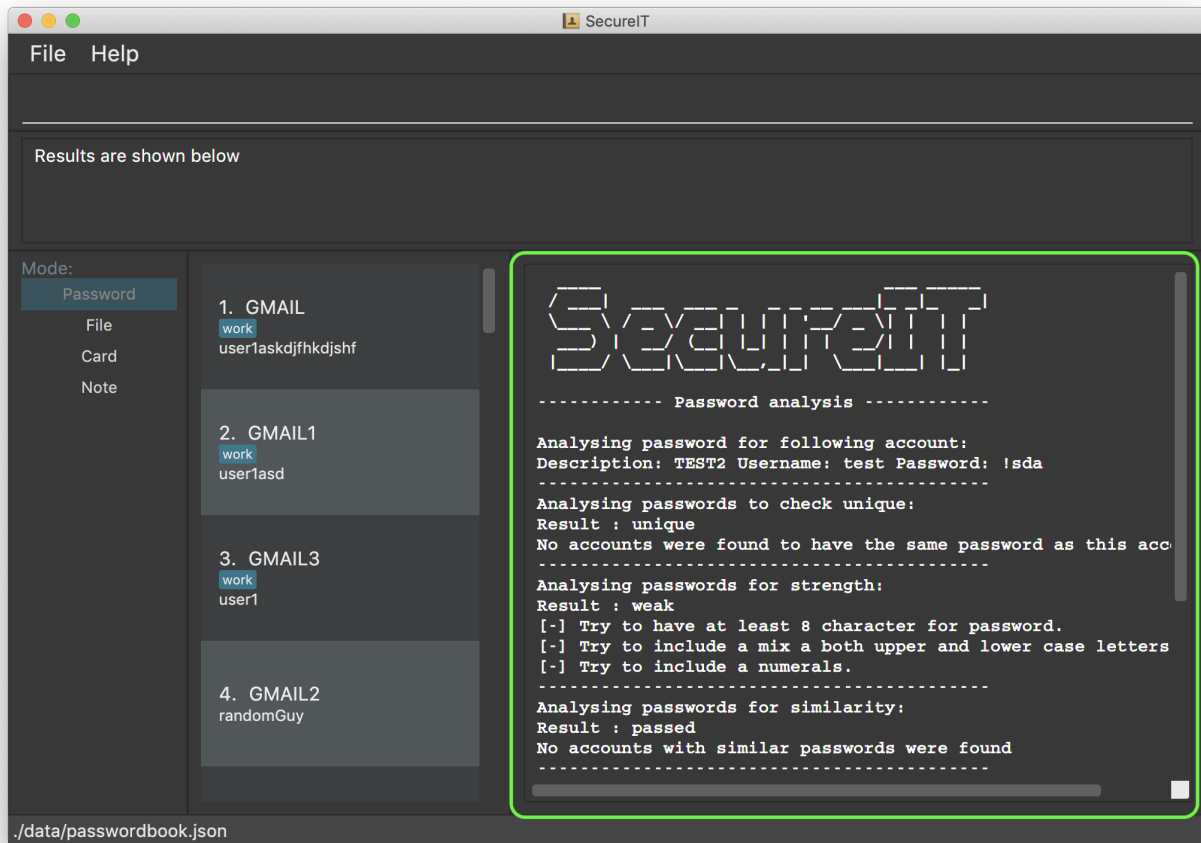 SecureIT
File Help
Results are shown below
Mode:
Password
File
Card
Note
1. GMAIL
work
user1askdjfhkdjshf
2. GMAIL1
work
user1asd
3. GMAIL3
work
user1
4. GMAIL2
randomGuy
SecureIT
------------ Password analysis ------------
Analysing password for following account:
Description: TEST2 Username: test Password: !sda
-------------------------------------------
Analysing passwords to check unique:
Result : unique
No accounts were found to have the same password as this acc
-------------------------------------------
Analysing passwords for strength:
Result : weak
[-] Try to have at least 8 character for password.
[-] Try to include a mix a both upper and lower case letters
[-] Try to include a numerals.
-------------------------------------------
Analysing passwords for similarity:
Result : passed
No accounts with similar passwords were found
-------------------------------------------
./data/passwordbook.json